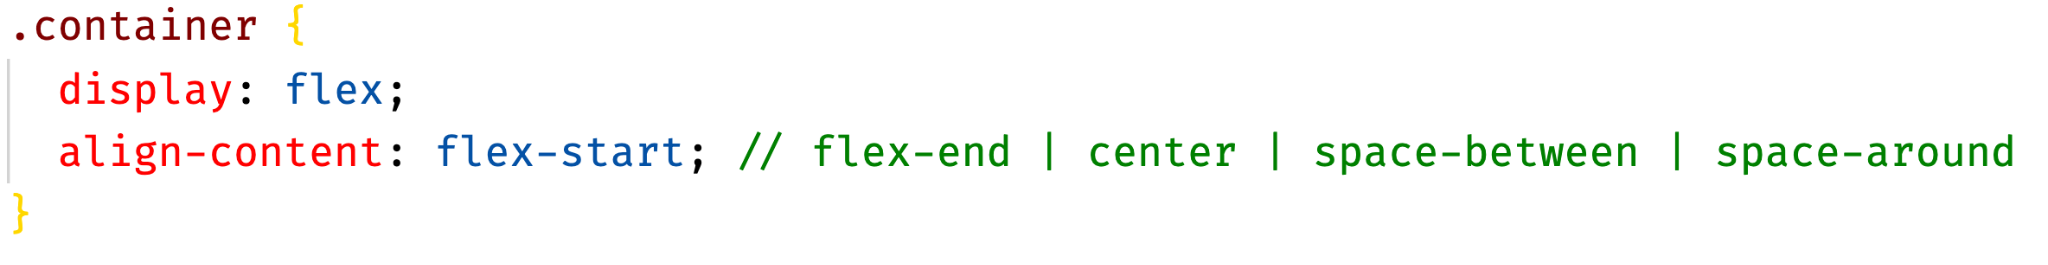 .container {
  display: flex;
  align-content: flex-start; // flex-end | center | space-between | space-around
}